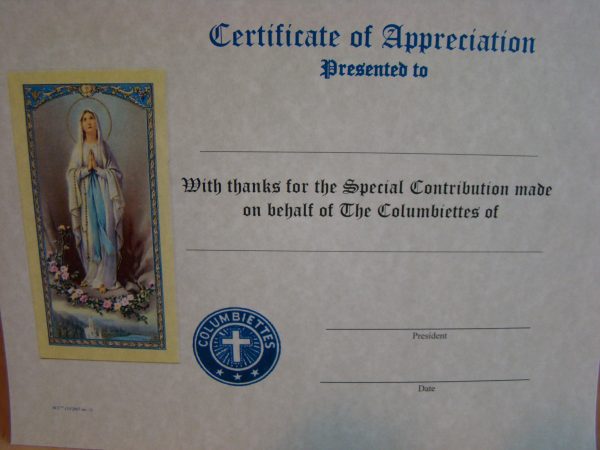 Certificate of Appreciation
Presented to
With thanks for the Special Contribution made
on behalf of The Columbiettes of
COLUMBIETTES
President
Date